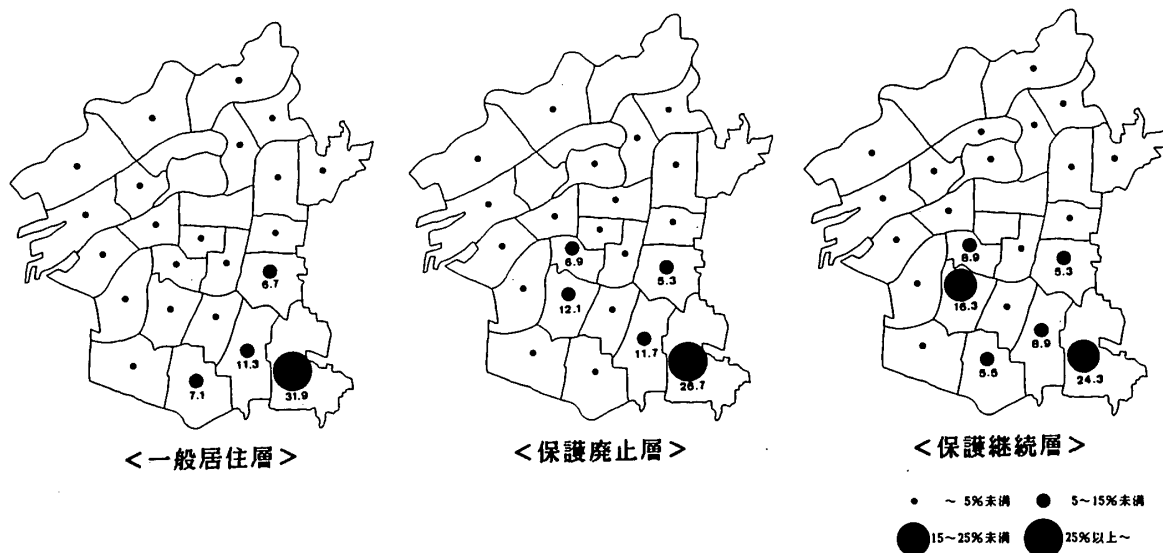 6.7
11.3
7.1
31.9
<一般居住層>
6.9
5.3
12.1
11.7
26.7
<保護廃止層>
8.9
5.3
16.3
8.9
5.5
24.3
<保護継続層>
～ 5%未満
5～15%未満
15～25%未満
25%以上～